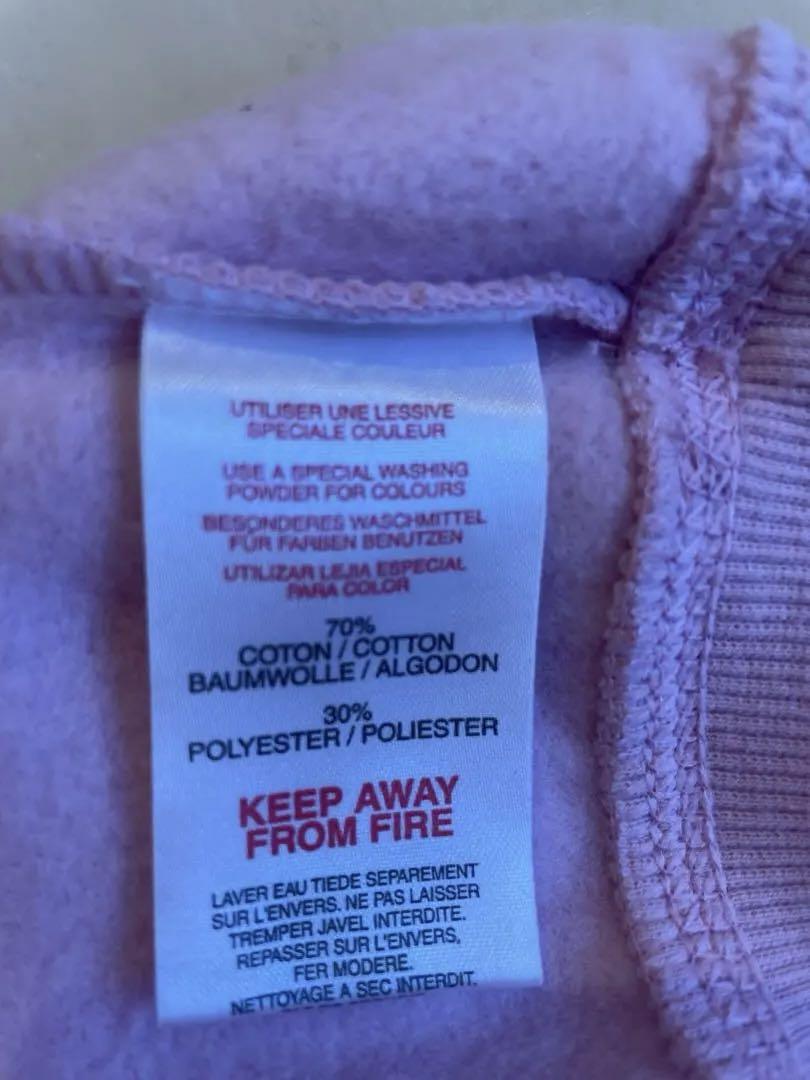 UTILISER UNE LESSIVE
SPECIALE COULEUR
USE A SPECIAL WASHING
POWDER FOR COLOURS
BESONDERES WASCHMITTEL
FÜR FARBEN BENUTZEN
UTILIZAR LEJIA ESPECIAL
PARA COLOR
70%
COTON / COTTON
BAUMWOLLE / ALGODON
30%
POLYESTER / POLIESTER
KEEP AWAY
FROM FIRE
LAVER EAU TIEDE SEPAREMENT
SUR L'ENVERS. NE PAS LAISSER
TREMPER JAVEL INTERDITE.
REPASSER SUR L'ENVERS,
FER MODERE.
NETTOYAGE A SEC INTERDIT.